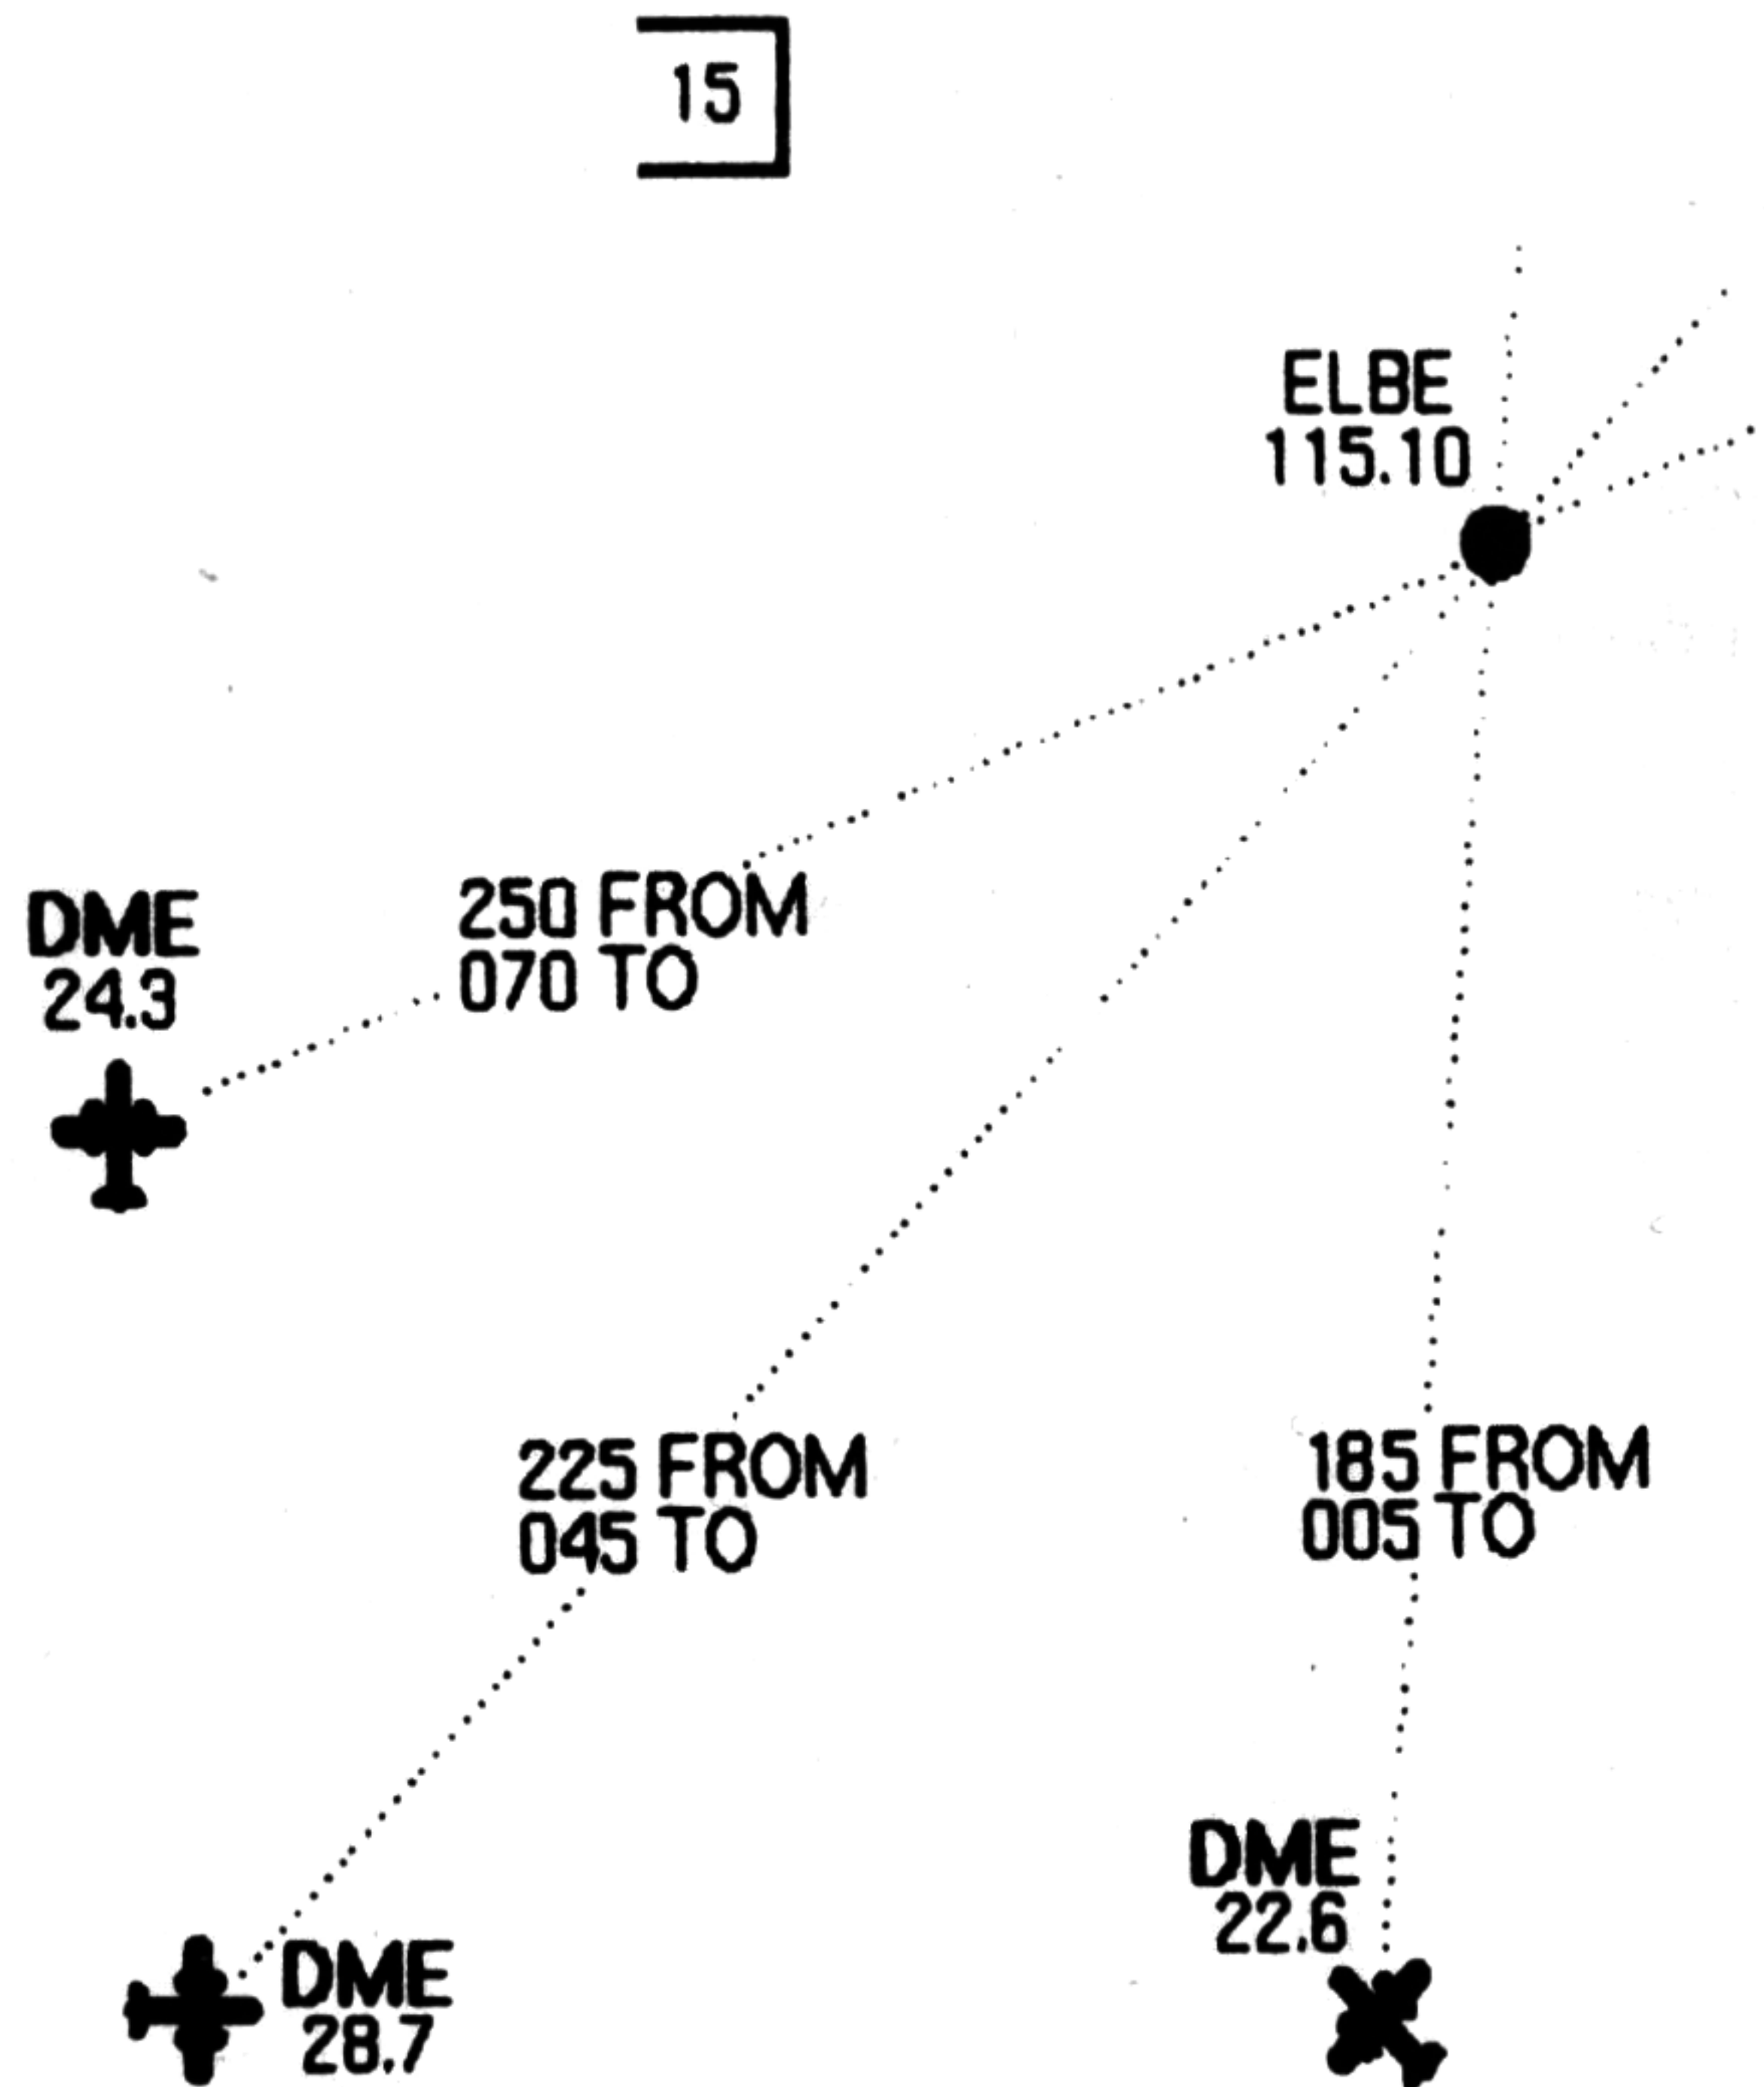 15
ELBE
115.10
DME
24.3
250 FROM
070 TO
225 FROM
045 TO
185 FROM
005 TO
DME
22.6
DME
28.7